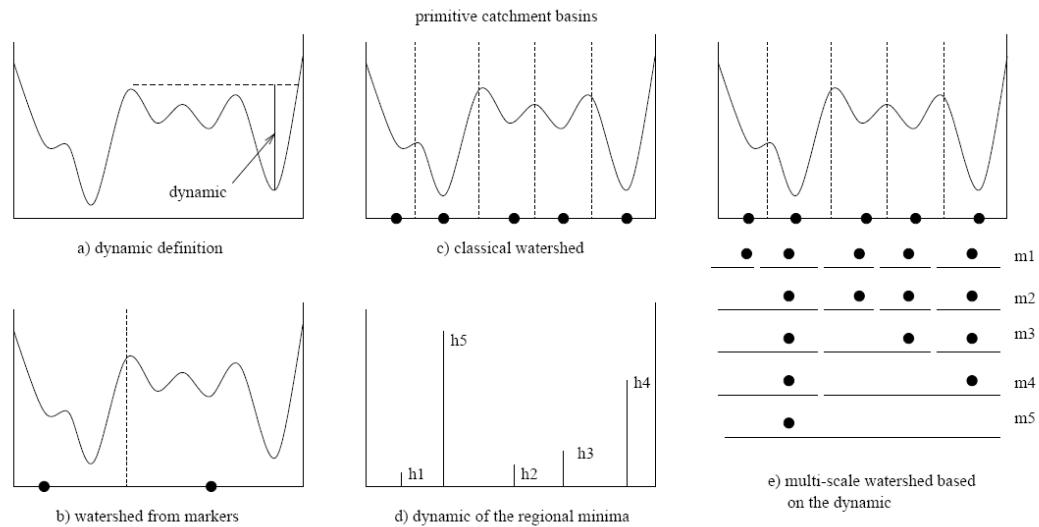 primitive catchment basins
dynamic
a) dynamic definition
c) classical watershed
m1
m2
m3
m4
m5
h5
h4
h3
h1
h2
b) watershed from markers
d) dynamic of the regional minima
e) multi-scale watershed based
on the dynamic